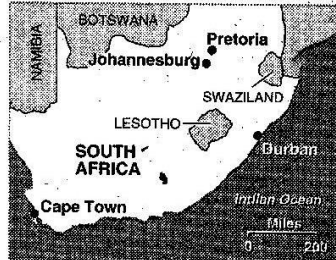 BOTSWANA
NAMIBIA
Pretoria
Johannesburg
SWAZILAND
LESOTHO
SOUTH
AFRICA
Durban
Cape Town
Indian Ocean
Miles
0 200